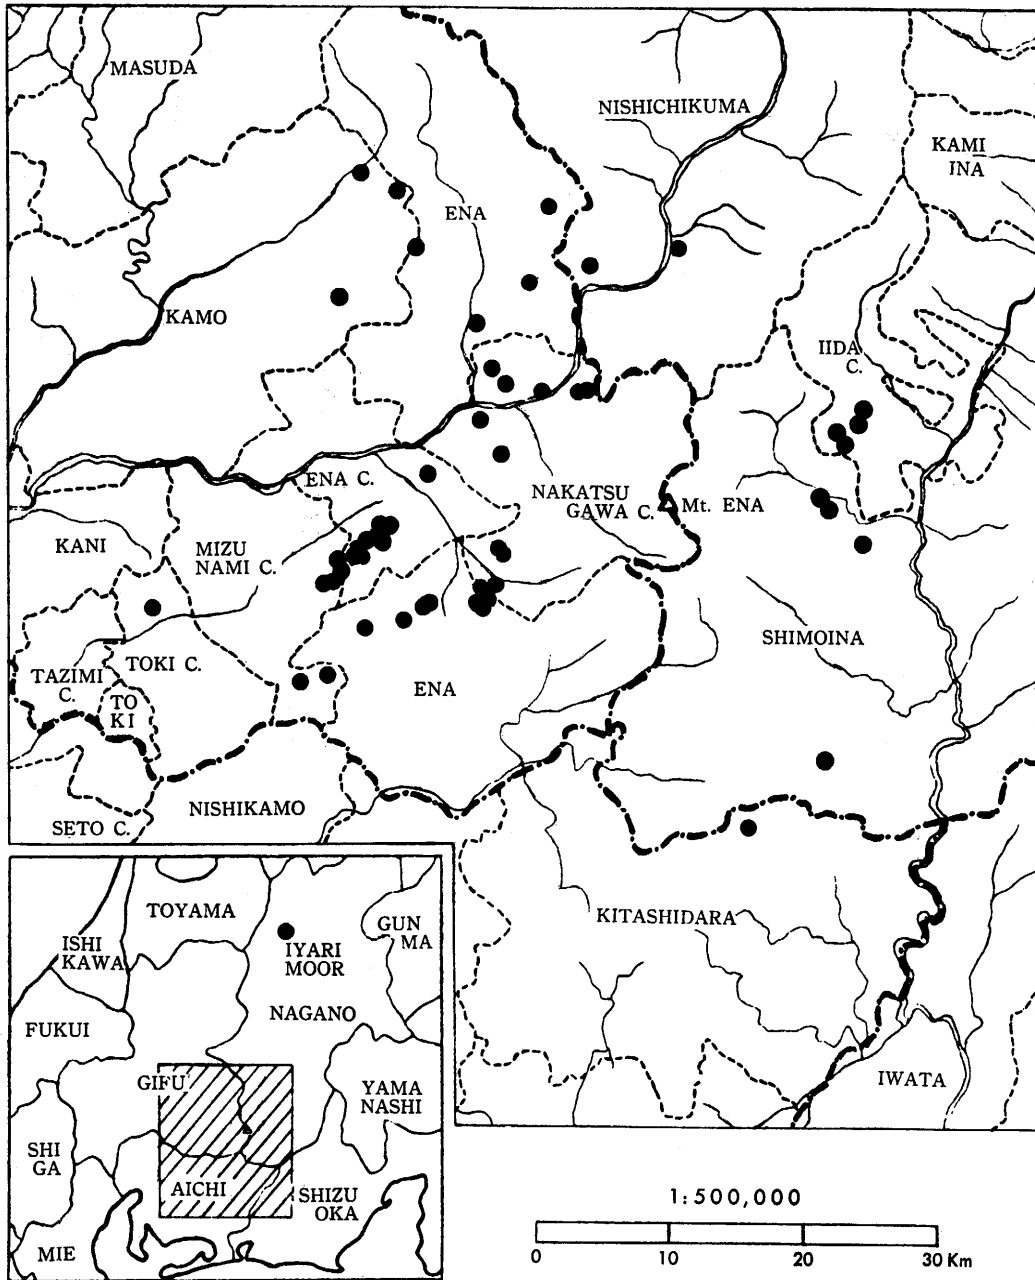 MASUDA
NISHICHIKUMA
KAMI
INA
ENA
KAMO
IIDA
C.
ENA C.
NAKATSU
GAWA C.
Mt. ENA
KANI
MIZU
NAMI C.
SHIMOINA
TAZIMI
C.
TOKI C.
TO
KI
ENA
NISHIKAMO
SETO C.
KITASHIDARA
IWATA
TOYAMA
GUN
MA
ISHI
KAWA
IYARI
MOOR
NAGANO
FUKUI
GIFU
YAMA
NASHI
SHI
GA
AICHI
SHIZU
OKA
MIE
1:500,000
0 10 20 30 Km